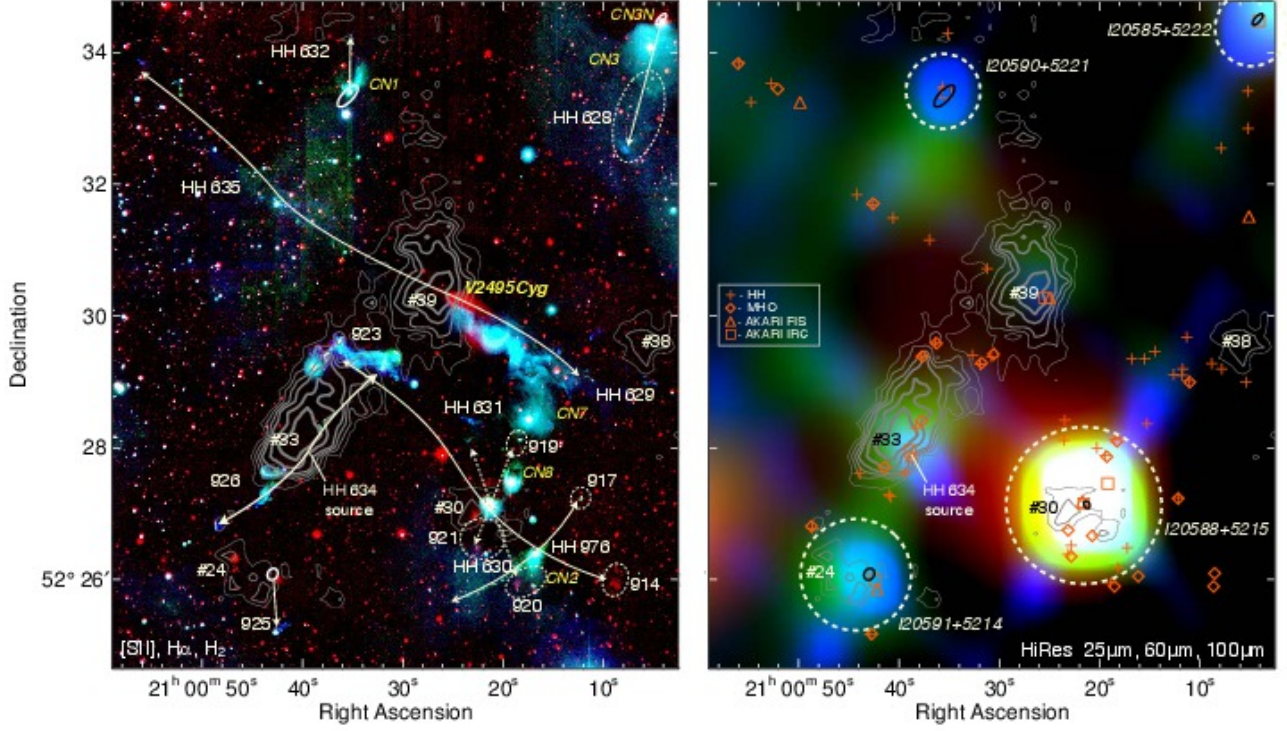 CN3N
34
HH 632
CN3
CN1
HH 628
32
HH 635
V2495Cyg
#39
30
#38
923
HH 629
HH 631
CN7
#33
28
919
CN8
917
926
HH 634
source
#30
921
HH 976
HH 630
CN2
#24
52° 26′
914
920
925
[SII], Hα, H₂
21ʰ 00ᵐ 50ˢ
40ˢ
30ˢ
20ˢ
10ˢ
Right Ascension
Declination
I20585+5222
I20590+5221
#39
- HH
- MHO
- AKARI FIS
- AKARI IRC
#38
#33
HH 634
source
#30
I20588+5215
#24
I20591+5214
HiRes 25µm, 60µm, 100µm
21ʰ 00ᵐ 50ˢ
40ˢ
30ˢ
20ˢ
10ˢ
Right Ascension